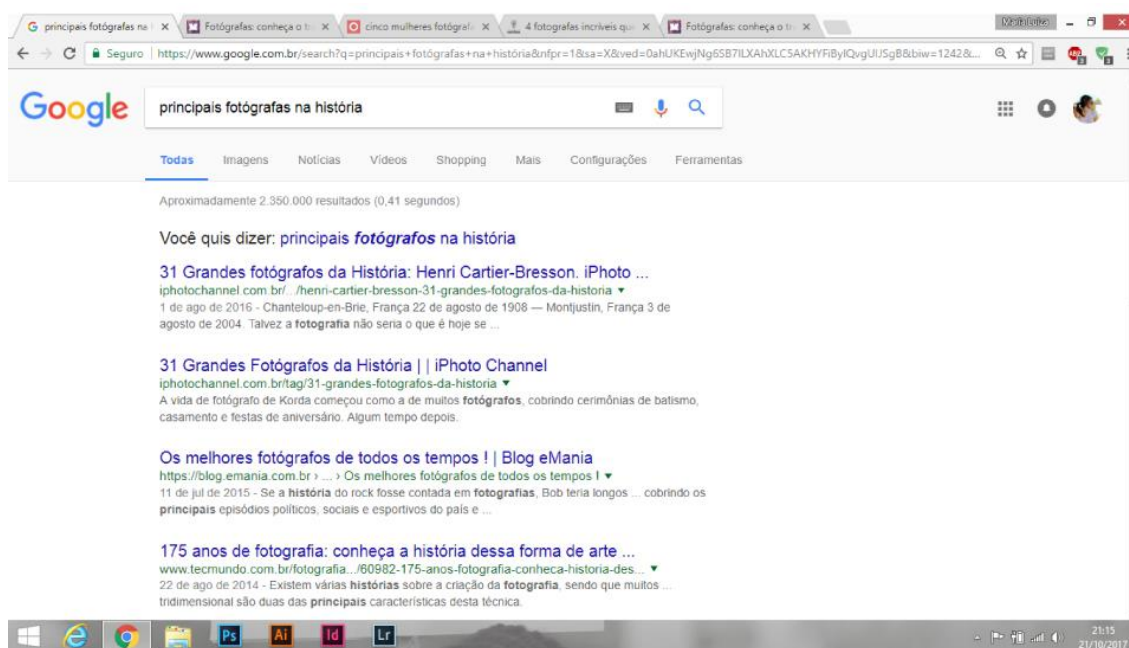 principais fotógrafas na
Fotógrafas: conheça o
cinco mulheres fotógrafa
4 fotografas incríveis que
Fotógrafas: conheça o
Maria Luiza
Seguro
https://www.google.com.br/search?q=principais+fotógrafas+na+história&nfpr=1&sa=X&ved=
Google
principais fotógrafas na história
Todas Imagens Notícias Vídeos Shopping Mais Configurações Ferramentas
Aproximadamente 2.350.000 resultados (0,41 segundos)
Você quis dizer: principais fotógrafos na história
31 Grandes fotógrafos da História: Henri Cartier-Bresson. iPhoto ...
iphotochannel.com.br/.../henri-cartier-bresson-31-grandes-fotografos-da-historia
1 de ago de 2016 - Chanteloup-en-Brie, França 22 de agosto de 1908 — Montjustin, França 3 de
agosto de 2004. Talvez a fotografia não seria o que é hoje se ...
31 Grandes Fotógrafos da História | | iPhoto Channel
iphotochannel.com.br/tag/31-grandes-fotografos-da-historia
A vida de fotógrafo de Korda começou como a de muitos fotógrafos, cobrindo cerimônias de batismo,
casamento e festas de aniversário. Algum tempo depois.
Os melhores fotógrafos de todos os tempos ! | Blog eMania
https://blog.emania.com.br › ... › Os melhores fotógrafos de todos os tempos !
11 de jul de 2015 - Se a história do rock fosse contada em fotografias, Bob teria longos ... cobrindo os
principais episódios políticos, sociais e esportivos do país e ...
175 anos de fotografia: conheça a história dessa forma de arte ...
www.tecmundo.com.br/fotografia.../60982-175-anos-fotografia-conheca-historia-des...
22 de ago de 2014 - Existem várias histórias sobre a criação da fotografia, sendo que muitos ...
tridimensional são duas das principais características desta técnica.
Ps Ai Id Lr
21:15
21/10/2017